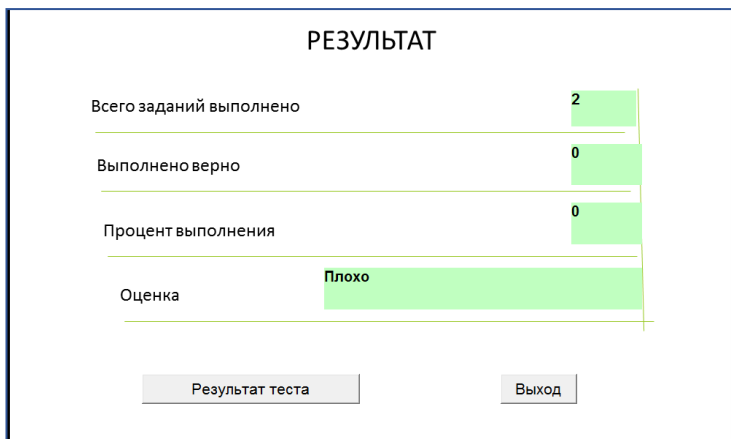 РЕЗУЛЬТАТ
Всего заданий выполнено 2
Выполнено верно 0
Процент выполнения 0
Оценка Плохо
Результат теста Выход